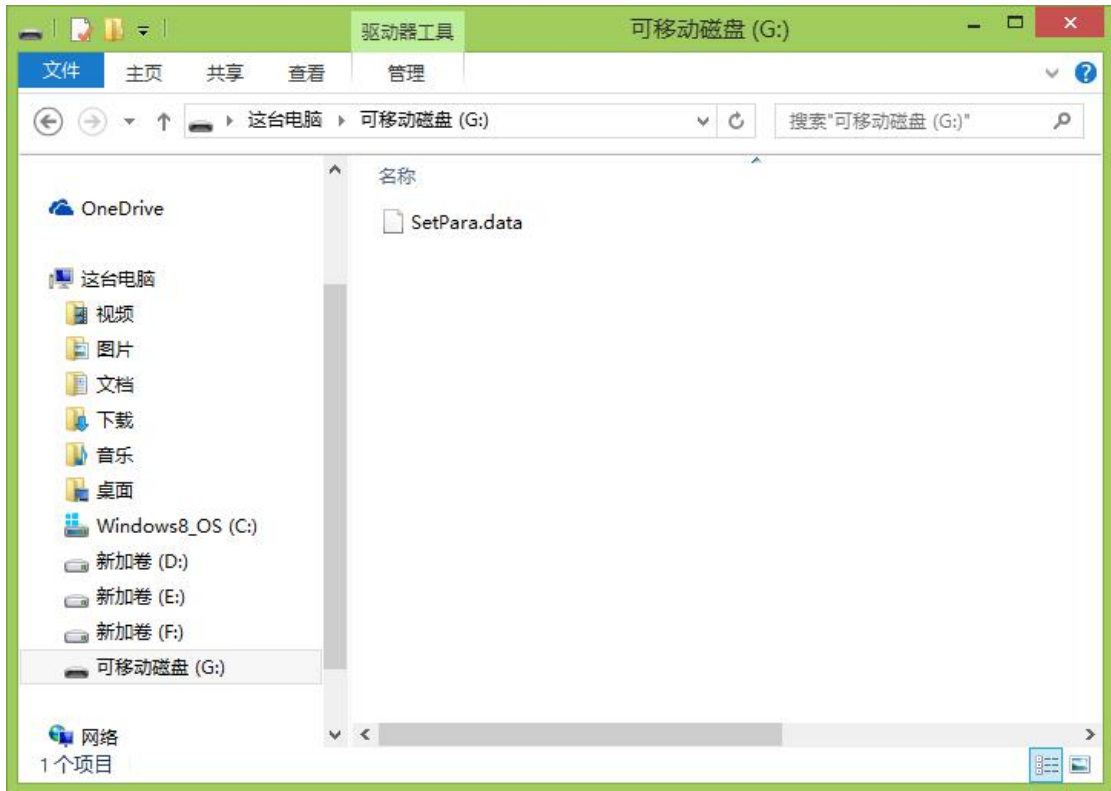 驱动器工具
可移动磁盘 (G:)
文件 主页 共享 查看 管理
这台电脑 可移动磁盘 (G:)
搜索"可移动磁盘 (G:)"
名称
SetPara.data
OneDrive
这台电脑
视频
图片
文档
下载
音乐
桌面
Windows8_OS (C:)
新加卷 (D:)
新加卷 (E:)
新加卷 (F:)
可移动磁盘 (G:)
网络
1个项目